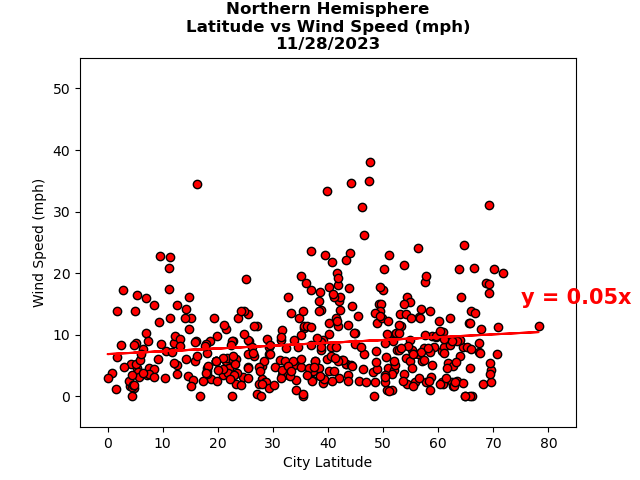 Northern Hemisphere
Latitude vs Wind Speed (mph)
11/28/2023
50
40
30
20
10
0
Wind Speed (mph)
y = 0.05x
0 10 20 30 40 50 60 70 80
City Latitude